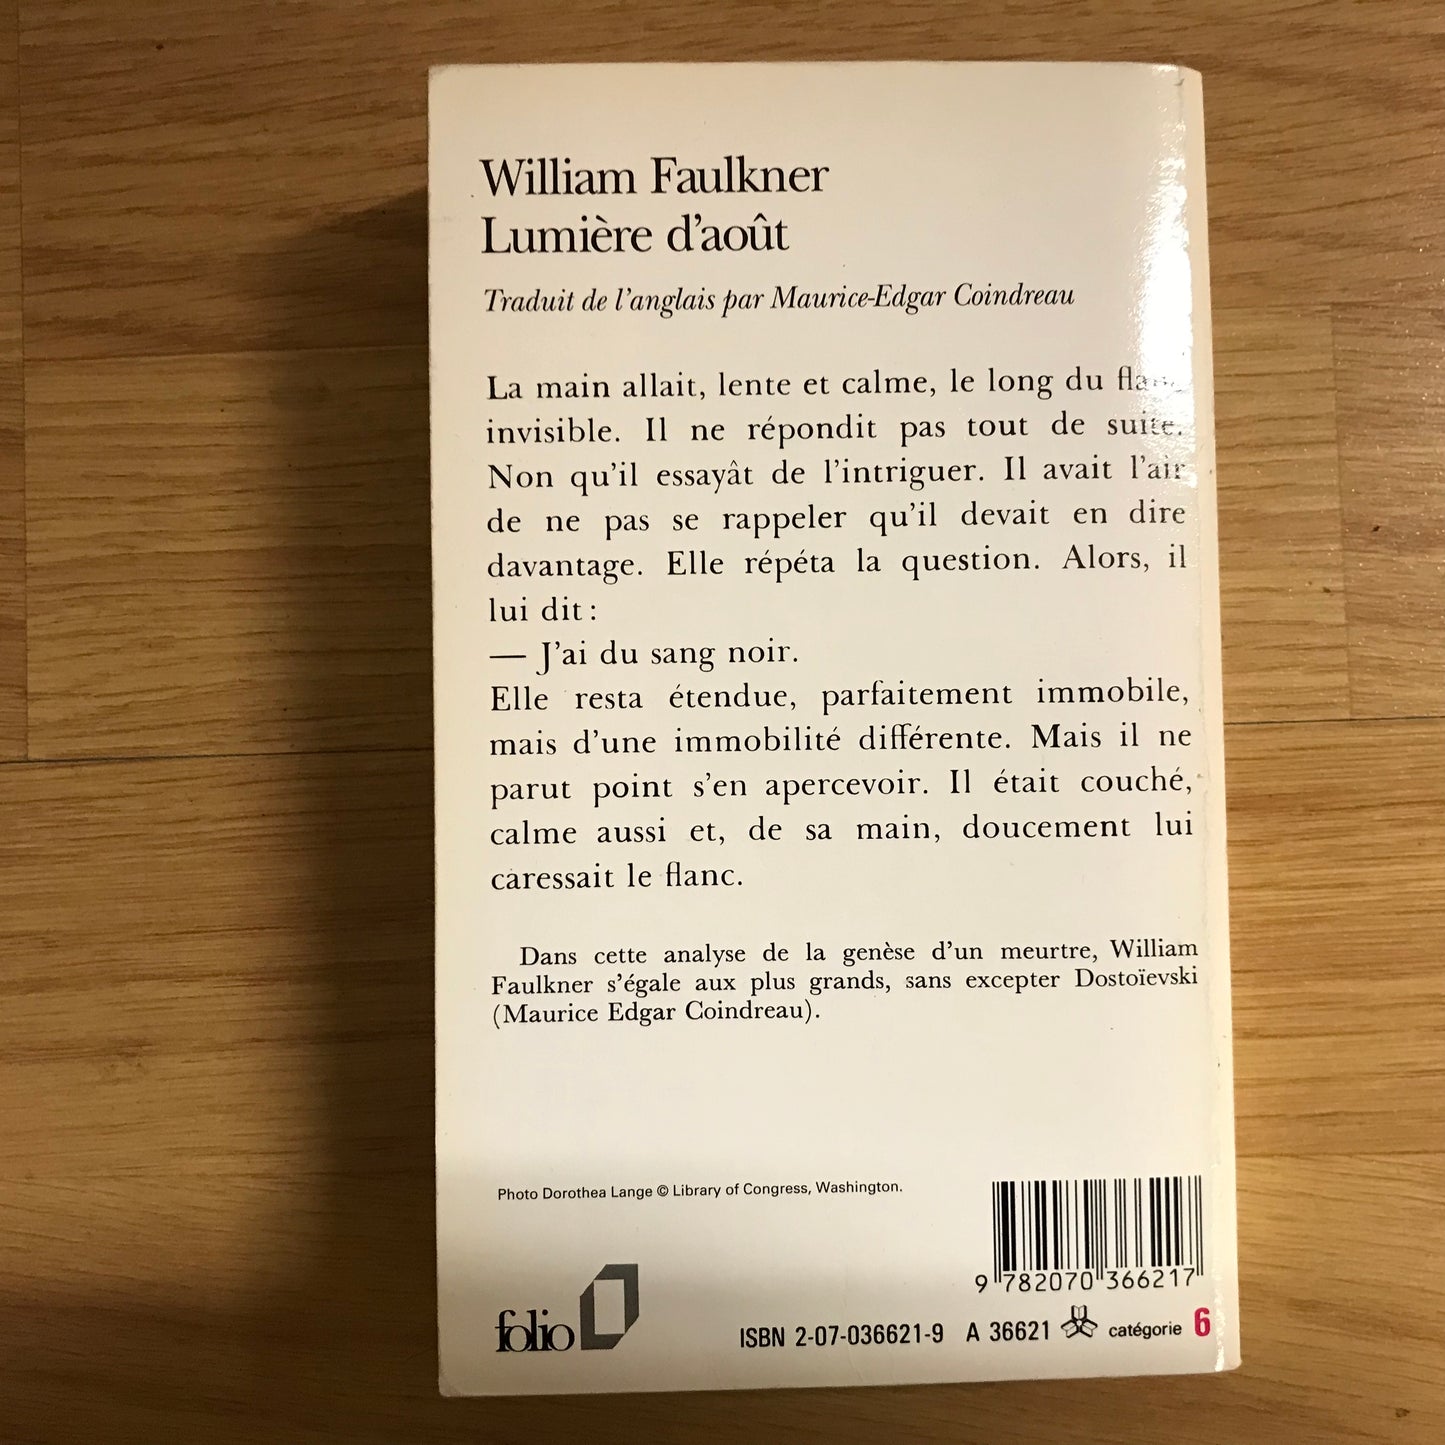 William Faulkner
Lumière d'août
Traduit de l'anglais par Maurice-Edgar Coindreau
La main allait, lente et calme, le long du flanc
invisible. Il ne répondit pas tout de suite.
Non qu'il essayât de l'intriguer. Il avait l'air
de ne pas se rappeler qu'il devait en dire
davantage. Elle répéta la question. Alors, il
lui dit :
— J'ai du sang noir.
Elle resta étendue, parfaitement immobile,
mais d'une immobilité différente. Mais il ne
parut point s'en apercevoir. Il était couché,
calme aussi et, de sa main, doucement lui
caressait le flanc.
Dans cette analyse de la genèse d'un meurtre, William
Faulkner s'égale aux plus grands, sans excepter Dostoïevski
(Maurice Edgar Coindreau).
Photo Dorothea Lange © Library of Congress, Washington.
9 782070 366217
folio
ISBN 2-07-036621-9 A 36621 catégorie 6